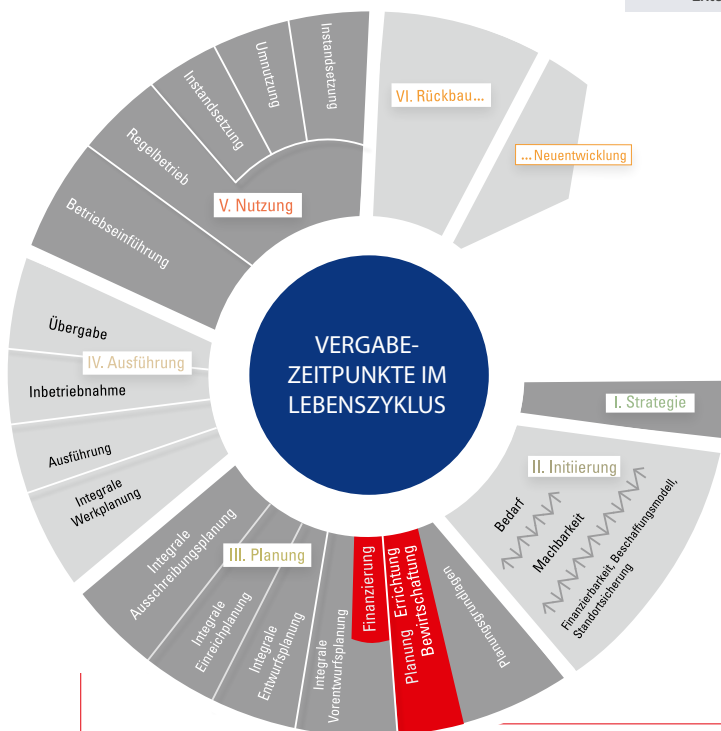 VERGABE-
ZEITPUNKTE IM
LEBENSZYKLUS
I. Strategie
II. Initiierung
Bedarf
Machbarkeit
Finanzierbarkeit, Beschaffungsmodell,
Standortsicherung
III. Planung
Planungsgrundlagen
Planung Errichtung
Bewirtschaftung
Finanzierung
Integrale
Vorentwurfsplanung
Integrale
Entwurfsplanung
Integrale
Einreichplanung
Integrale
Ausschreibungsplanung
IV. Ausführung
Integrale
Werkplanung
Ausführung
Inbetriebnahme
Übergabe
V. Nutzung
Betriebseinführung
Regelbetrieb
Instandsetzung
Umnutzung
Instandsetzung
VI. Rückbau...
... Neuentwicklung